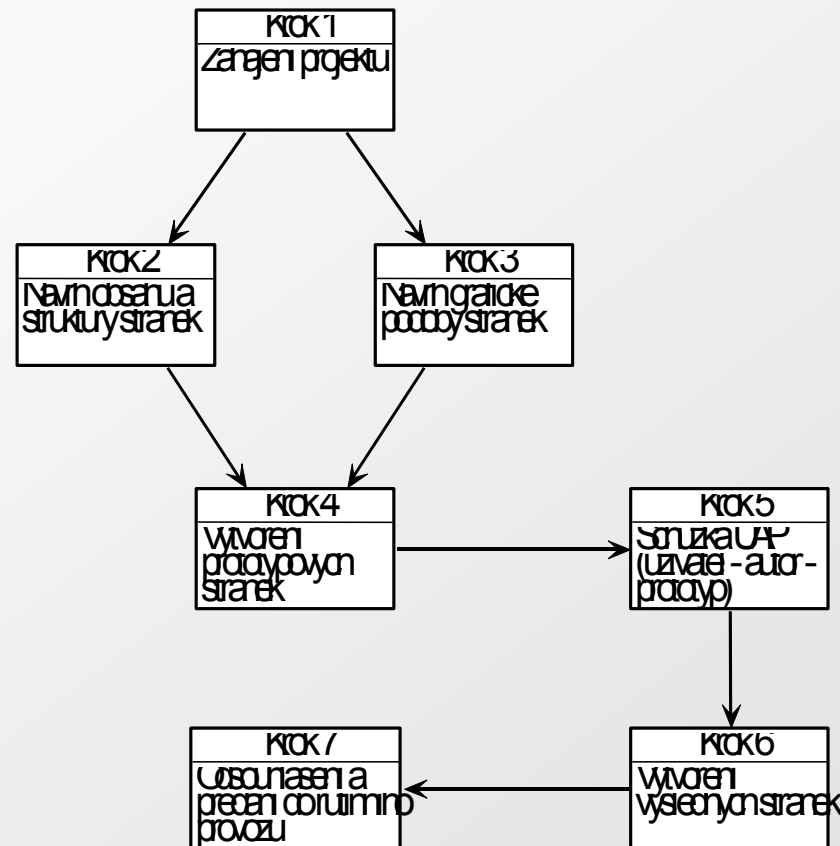 Krok 1
Zahajeni projektu
Krok 2
Navrh obsahu a
struktury stranek
Krok 3
Navrh graficke
podoby stranek
Krok 4
Vytvoreni
prototypovych
stranek
Krok 5
Schuzka UAP
(uzivatel - autor -
prototyp)
Krok 7
Odsouhlaseni a
predani do rutinniho
provozu
Krok 6
Vytvoreni
vyslednych stranek